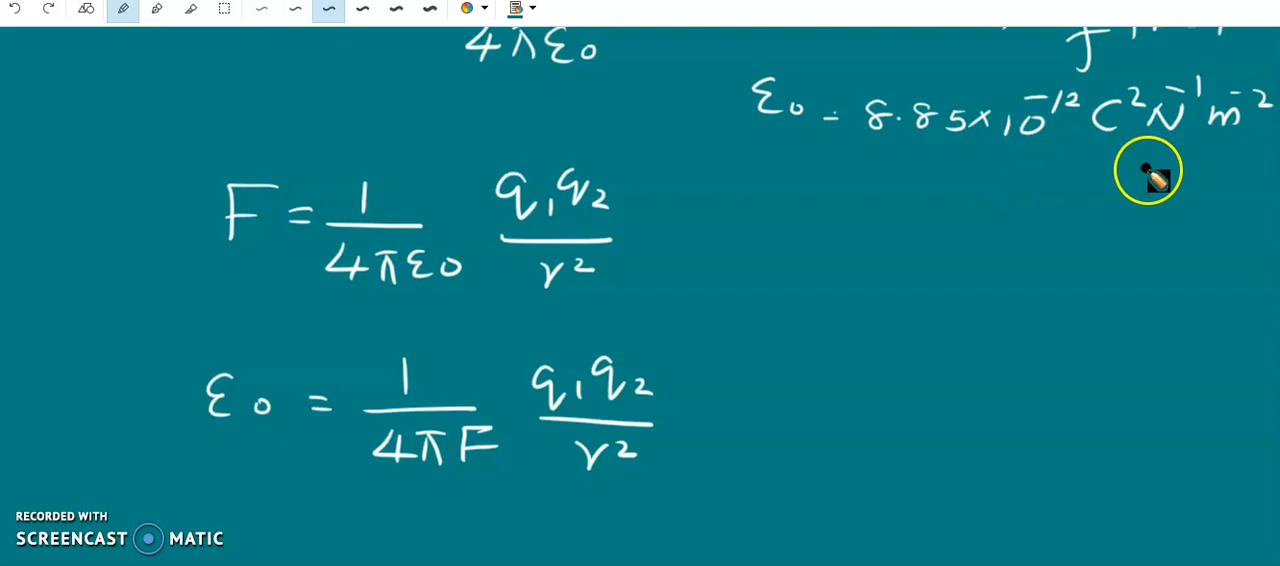 4πε0
ε0 = 8.85×10⁻¹² C²N⁻¹m⁻²
F = 1/4πε0 q₁q₂/r²
ε0 = 1/4πF q₁q₂/r²
RECORDED WITH
SCREENCAST MATIC